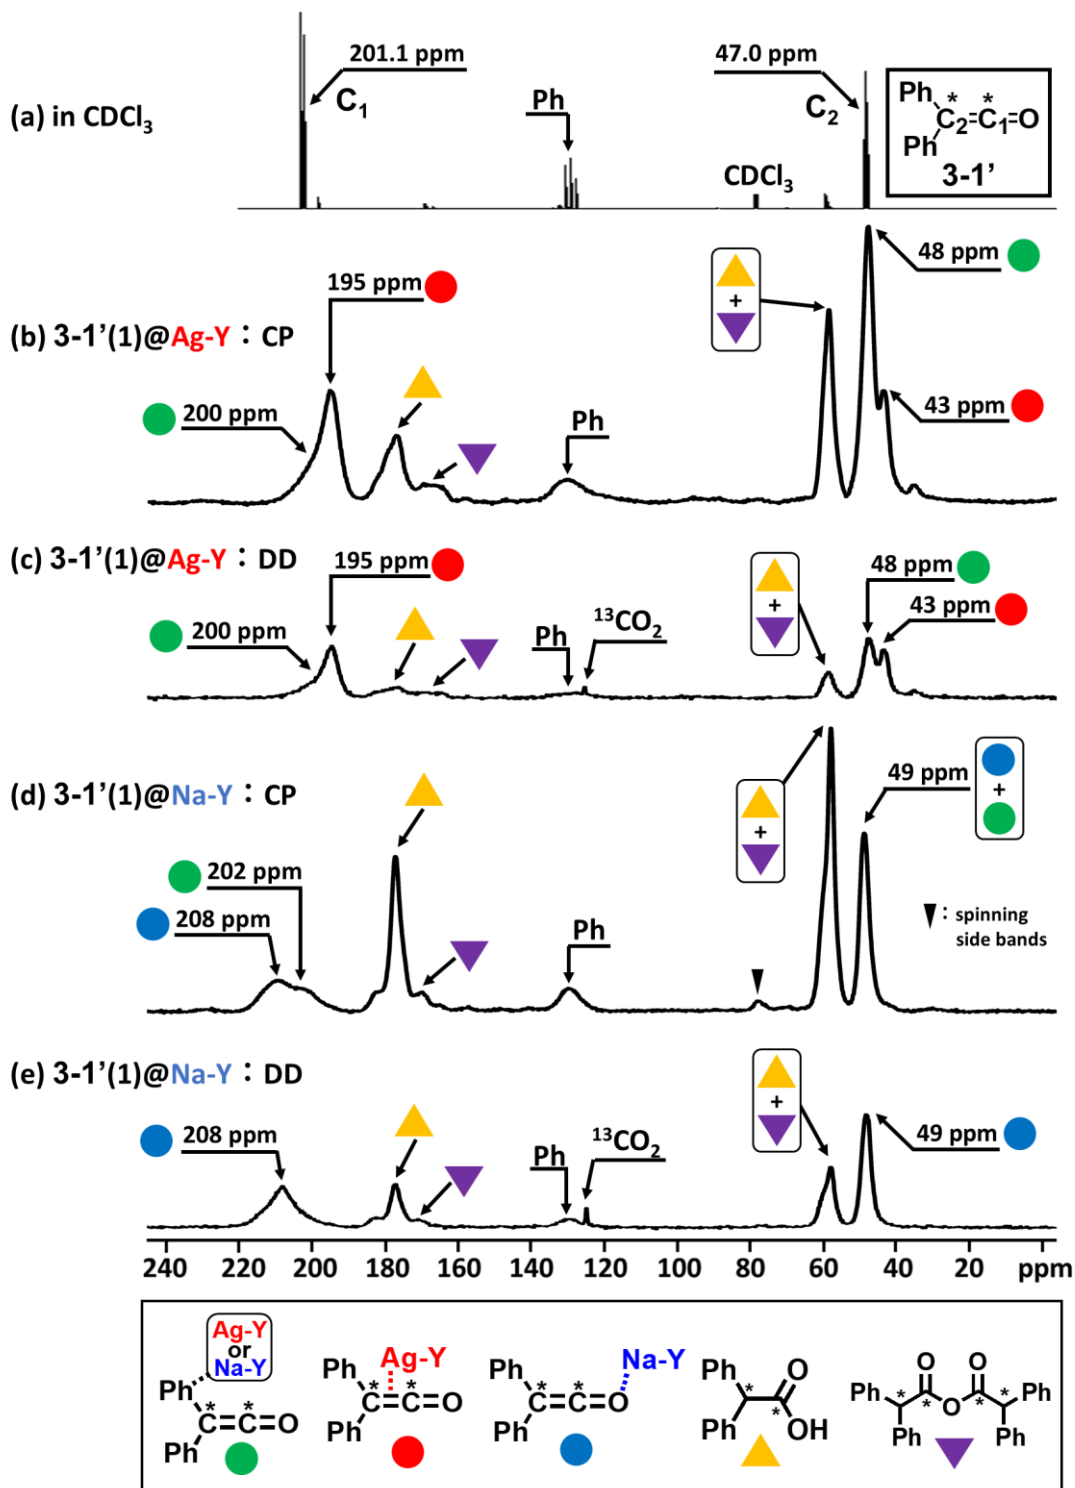 (a) in CDCl3
201.1 ppm
C1
Ph
47.0 ppm
C2
CDCl3
Ph
* *
C2=C1=O
Ph
3-1’
(b) 3-1’(1)@Ag-Y : CP
200 ppm
195 ppm
Ph
+
48 ppm
43 ppm
(c) 3-1’(1)@Ag-Y : DD
200 ppm
195 ppm
Ph
13CO2
+
48 ppm
43 ppm
(d) 3-1’(1)@Na-Y : CP
202 ppm
208 ppm
Ph
+
49 ppm
+
: spinning
side bands
(e) 3-1’(1)@Na-Y : DD
208 ppm
Ph
13CO2
+
49 ppm
240 220 200 180 160 140 120 100 80 60 40 20 ppm
Ag-Y
or
Na-Y
Ph
* *
C=C=O
Ph
Ph
Ag-Y
* *
C=C=O
Ph
Ph
Na-Y
* *
C=C=O
Ph
Ph
O
*
*
Ph
OH
O O
Ph
* *
* *
Ph
O
Ph
Ph